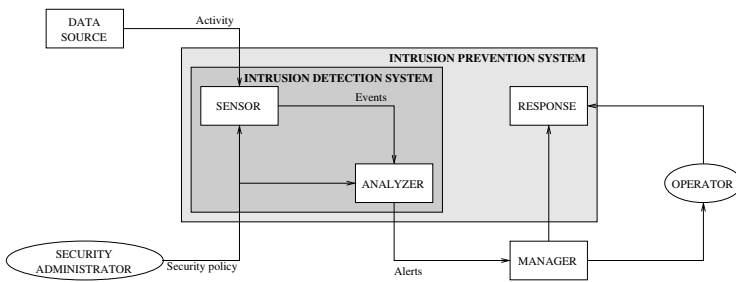 DATA
SOURCE
Activity
INTRUSION PREVENTION SYSTEM
INTRUSION DETECTION SYSTEM
SENSOR
Events
RESPONSE
ANALYZER
OPERATOR
SECURITY
ADMINISTRATOR
Security policy
Alerts
MANAGER